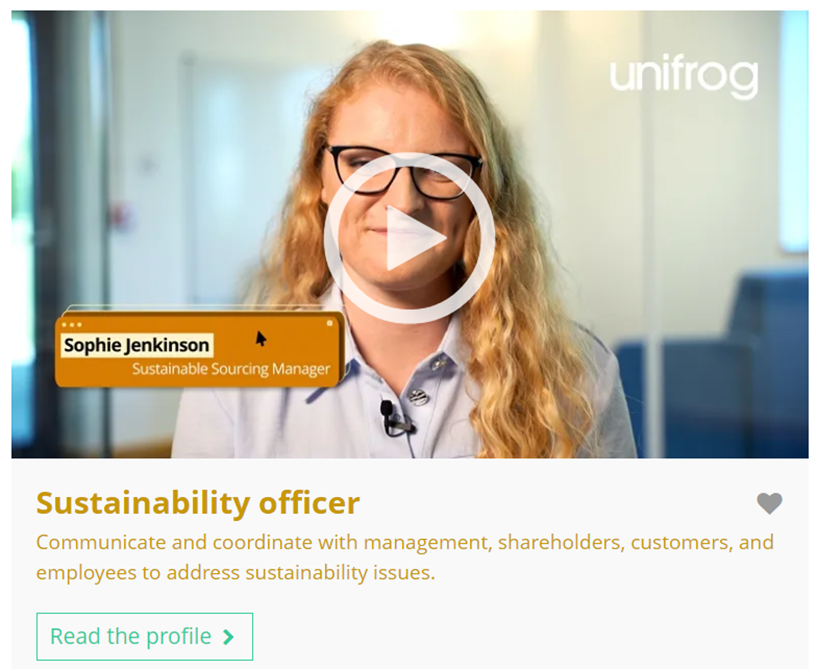 unifrog
Sophie Jenkinson
Sustainable Sourcing Manager
Sustainability officer
Communicate and coordinate with management, shareholders, customers, and
employees to address sustainability issues.
Read the profile